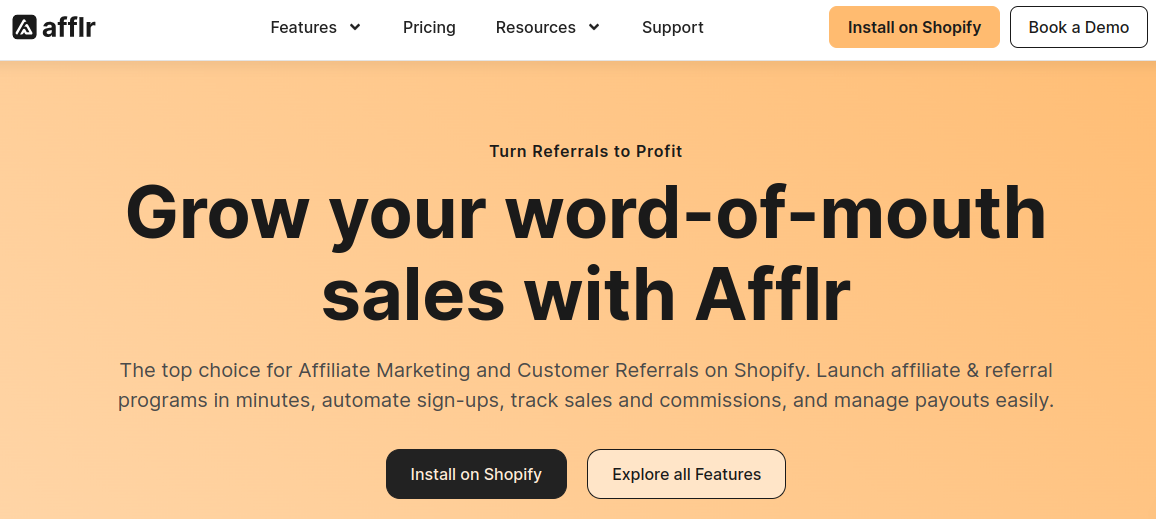 afflr
Features
Pricing
Resources
Support
Install on Shopify
Book a Demo
Turn Referrals to Profit
Grow your word-of-mouth
sales with Afflr
The top choice for Affiliate Marketing and Customer Referrals on Shopify. Launch affiliate & referral
programs in minutes, automate sign-ups, track sales and commissions, and manage payouts easily.
Install on Shopify
Explore all Features